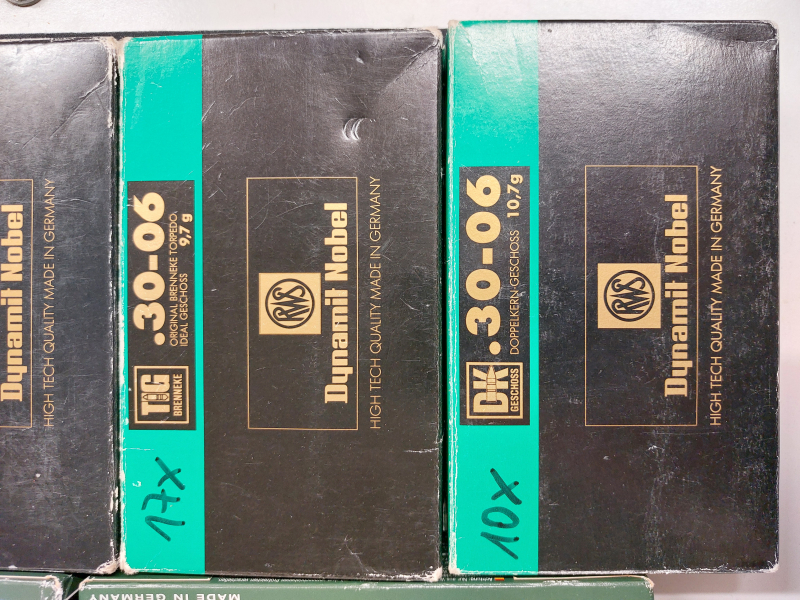 Dynamit Nobel
HIGH TECH QUALITY MADE IN GERMANY
TIG
BRENNEKE
.30-06
ORIGINAL BRENNEKE TORPEDO,
IDEAL GESCHOSS 9,7 g
17x
RWS
Dynamit Nobel
HIGH TECH QUALITY MADE IN GERMANY
DK
GESCHOSS
.30-06
DOPPELKERN GESCHOSS 10,7g
10x
RWS
Dynamit Nobel
HIGH TECH QUALITY MADE IN GERMANY
MADE IN GERMANY